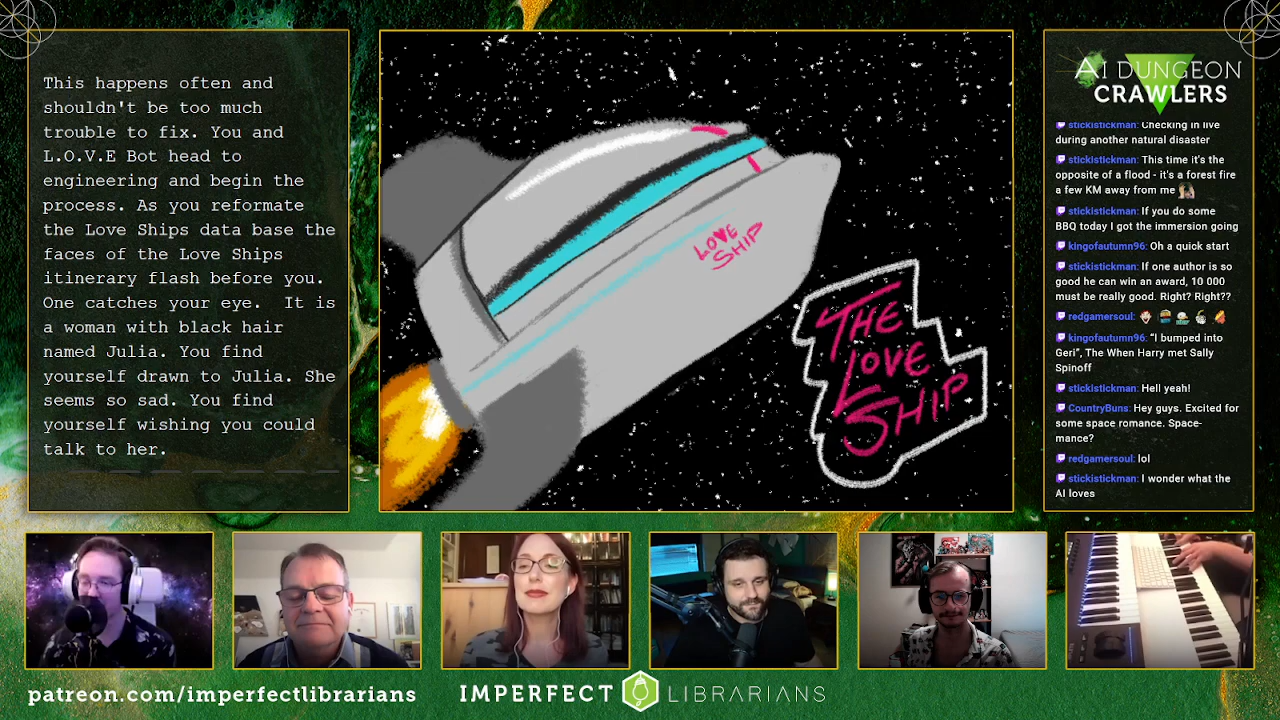 This happens often and
shouldn't be too much
trouble to fix. You and
L.O.V.E Bot head to
engineering and begin the
process. As you reformate
the Love Ships data base the
faces of the Love Ships
itinerary flash before you.
One catches your eye.  It is
a woman with black hair
named Julia. You find
yourself drawn to Julia. She
seems so sad. You find
yourself wishing you could
talk to her.
LOVE
SHIP
THE
LOVE
SHIP
AI DUNGEON
CRAWLERS
stickistickman: Checking in live
during another natural disaster
stickistickman: This time it's the
opposite of a flood - it's a forest fire
a few KM away from me
stickistickman: If you do some
BBQ today I got the immersion going
kingofautumn96: Oh a quick start
stickistickman: If one author is so
good he can win an award, 10 000
must be really good. Right? Right??
redgamersoul:
kingofautumn96: “I bumped into
Geri”, The When Harry met Sally
Spinoff
stickistickman: Hell yeah!
CountryBuns: Hey guys. Excited for
some space romance. Space-
mance?
redgamersoul: lol
stickistickman: I wonder what the
AI loves
patreon.com/imperfectlibrarians
IMPERFECT LIBRARIANS